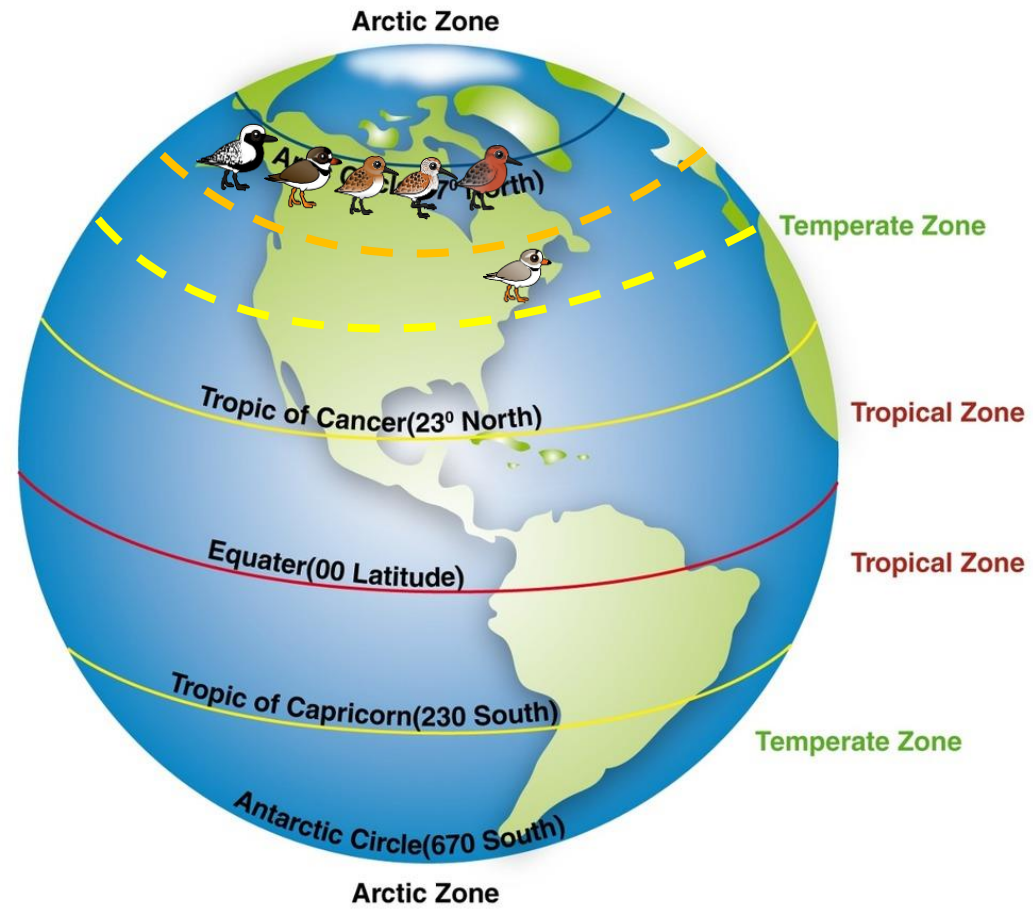 Arctic Zone
North)
Temperate Zone
Tropic of Cancer(23⁰ North)
Tropical Zone
Equater(00 Latitude)
Tropical Zone
Tropic of Capricorn(230 South)
Temperate Zone
Antarctic Circle(670 South)
Arctic Zone